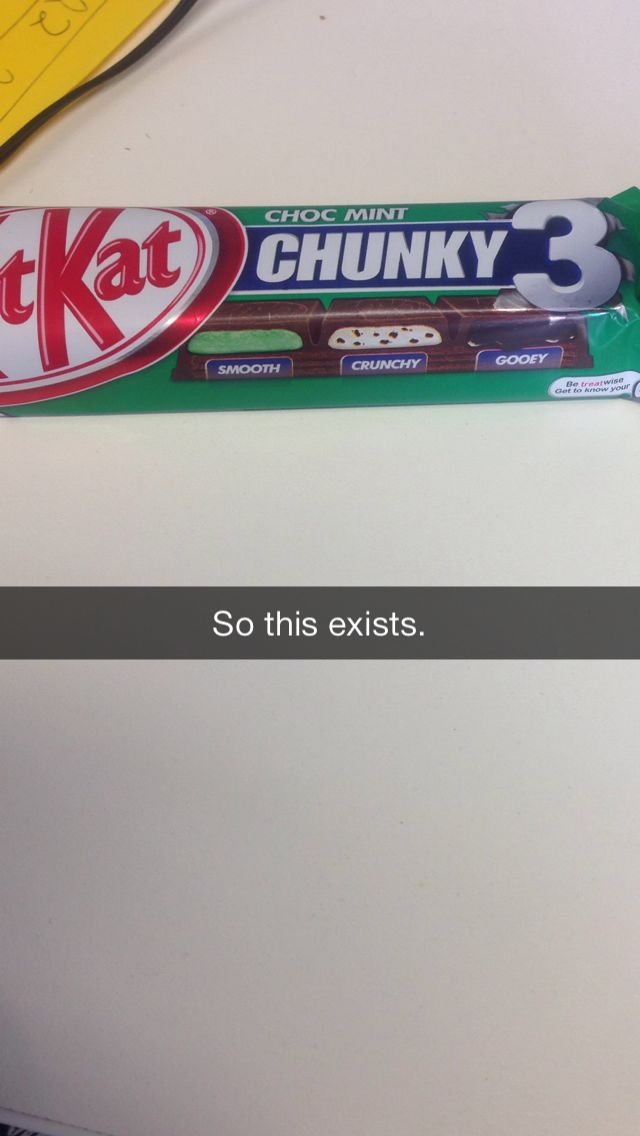 tKat
CHOC MINT
CHUNKY 3
SMOOTH
CRUNCHY
GOOEY
Be treatwise
Get to know your
So this exists.